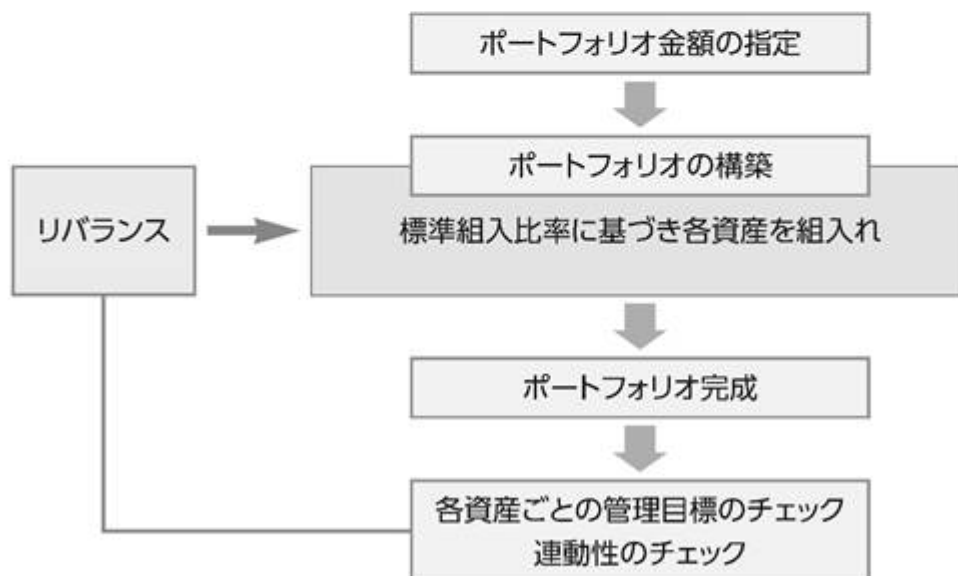 ポートフォリオ金額の指定
ポートフォリオの構築
リバランス
標準組入比率に基づき各資産を組入れ
ポートフォリオ完成
各資産ごとの管理目標のチェック
連動性のチェック